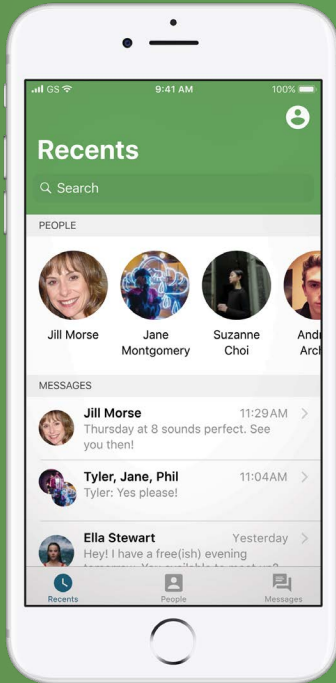 GS
9:41 AM
100%
Recents
Search
PEOPLE
Jill Morse
Jane
Montgomery
Suzanne
Choi
Andr
Arch
MESSAGES
Jill Morse
11:29AM
Thursday at 8 sounds perfect. See
you then!
Tyler, Jane, Phil
11:04AM
Tyler: Yes please!
Ella Stewart
Yesterday
Hey! I have a free(ish) evening
Recents
People
Messages